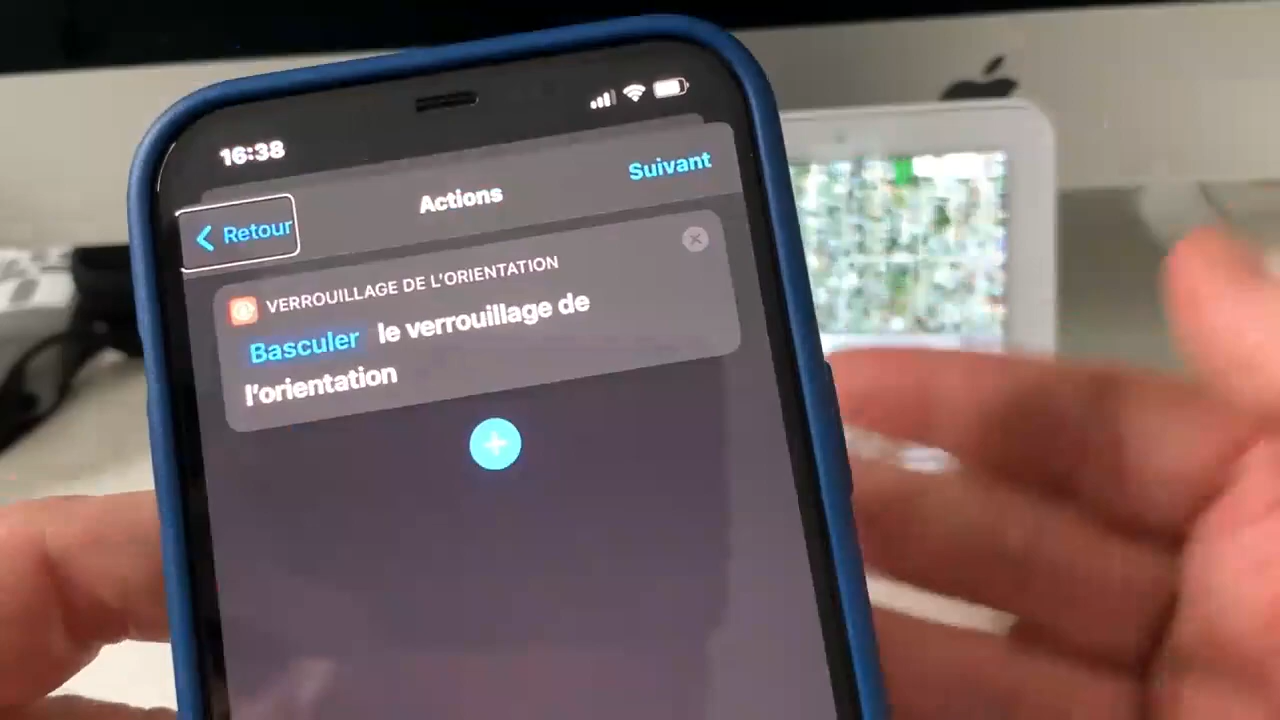 16:38
Retour
Actions
Suivant
VERROUILLAGE DE L'ORIENTATION
Basculer le verrouillage de
l'orientation